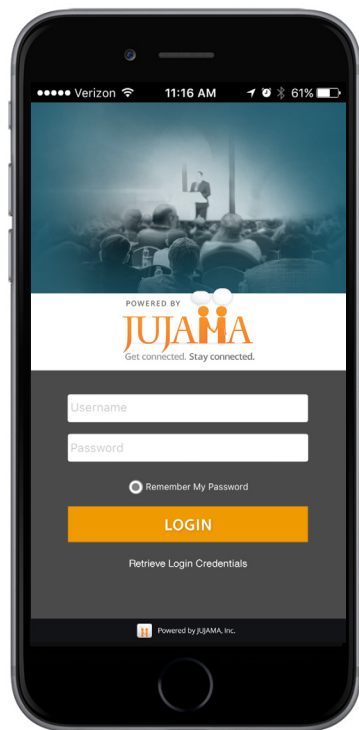 Verizon 11:16 AM 61%
POWERED BY
JUJAMA
Get connected. Stay connected.
Username
Password
Remember My Password
LOGIN
Retrieve Login Credentials
Powered by JUJAMA, Inc.